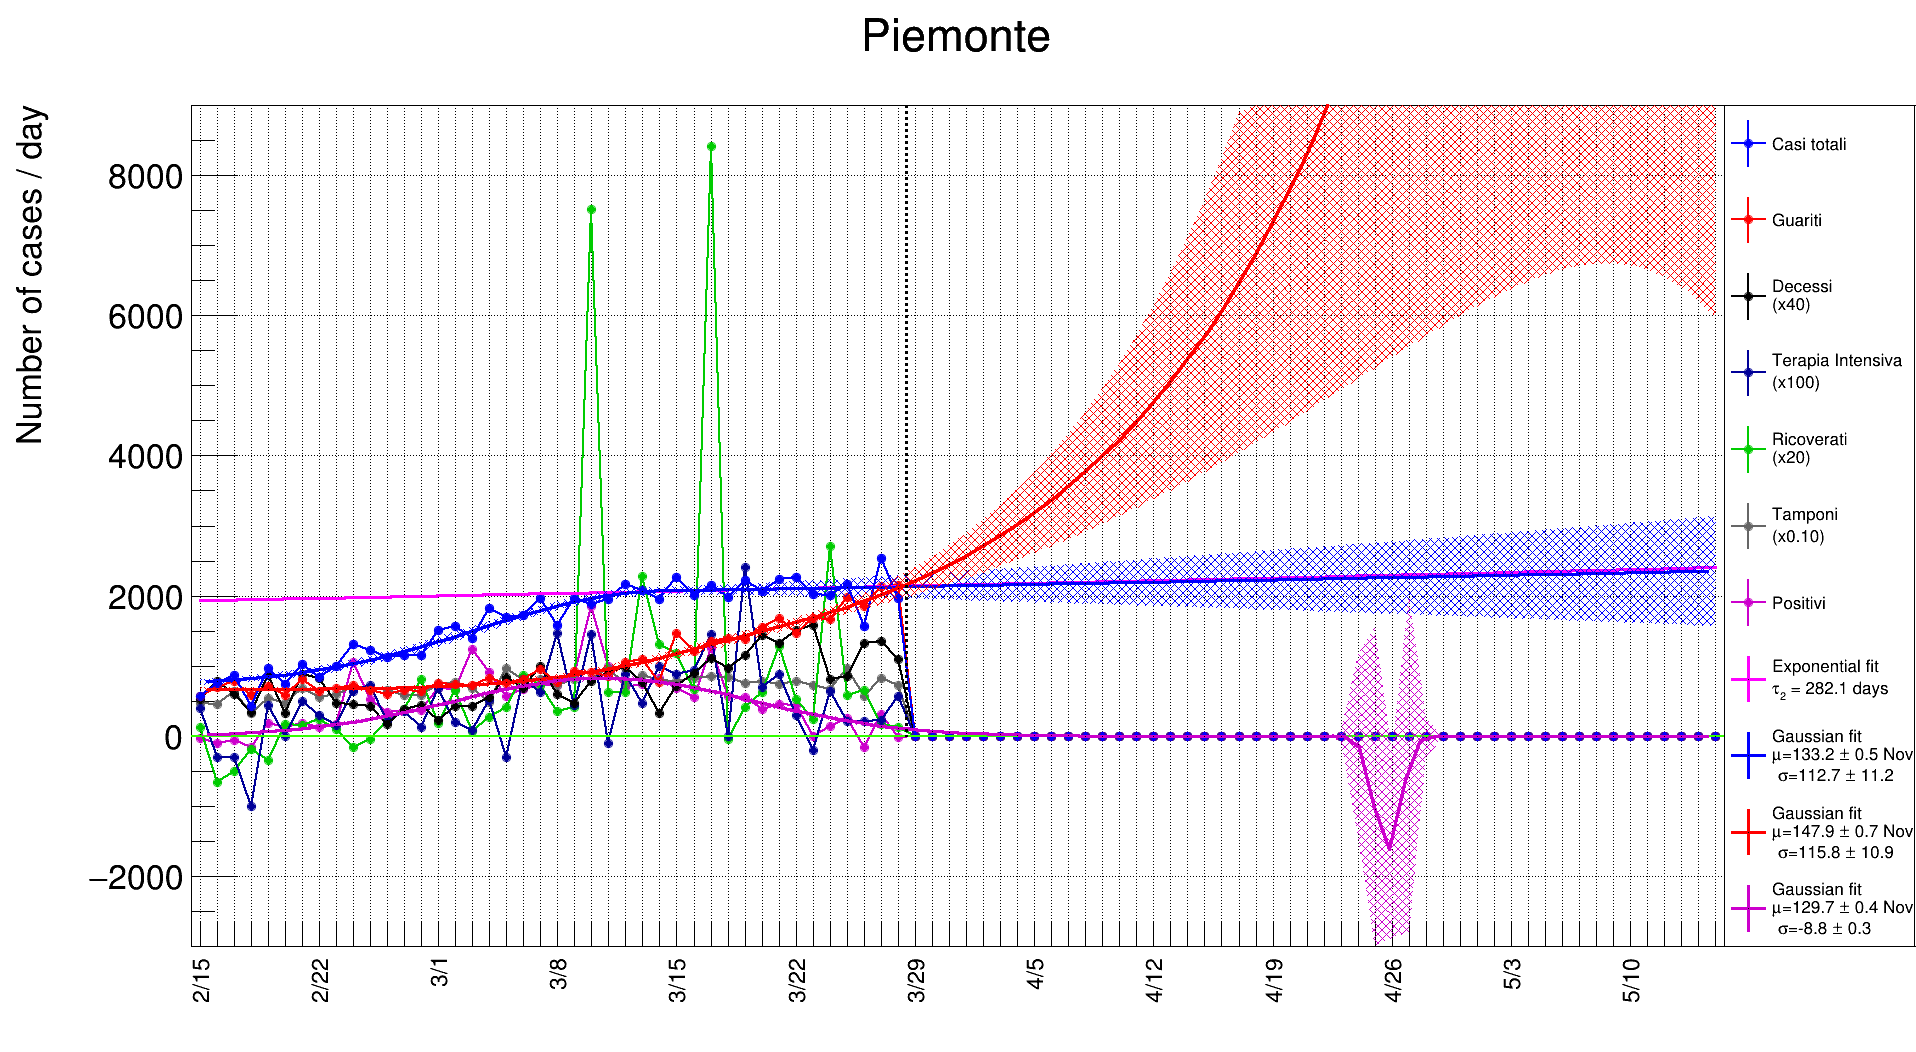 Piemonte
Number of cases / day
8000
6000
4000
2000
0
−2000
2/15
2/22
3/1
3/8
3/15
3/22
3/29
4/5
4/12
4/19
4/26
5/3
5/10
Casi totali
Guariti
Decessi
(x40)
Terapia Intensiva
(x100)
Ricoverati
(x20)
Tamponi
(x0.10)
Positivi
Exponential fit
τ2 = 282.1 days
Gaussian fit
μ=133.2 ± 0.5 Nov
σ=112.7 ± 11.2
Gaussian fit
μ=147.9 ± 0.7 Nov
σ=115.8 ± 10.9
Gaussian fit
μ=129.7 ± 0.4 Nov
σ=-8.8 ± 0.3